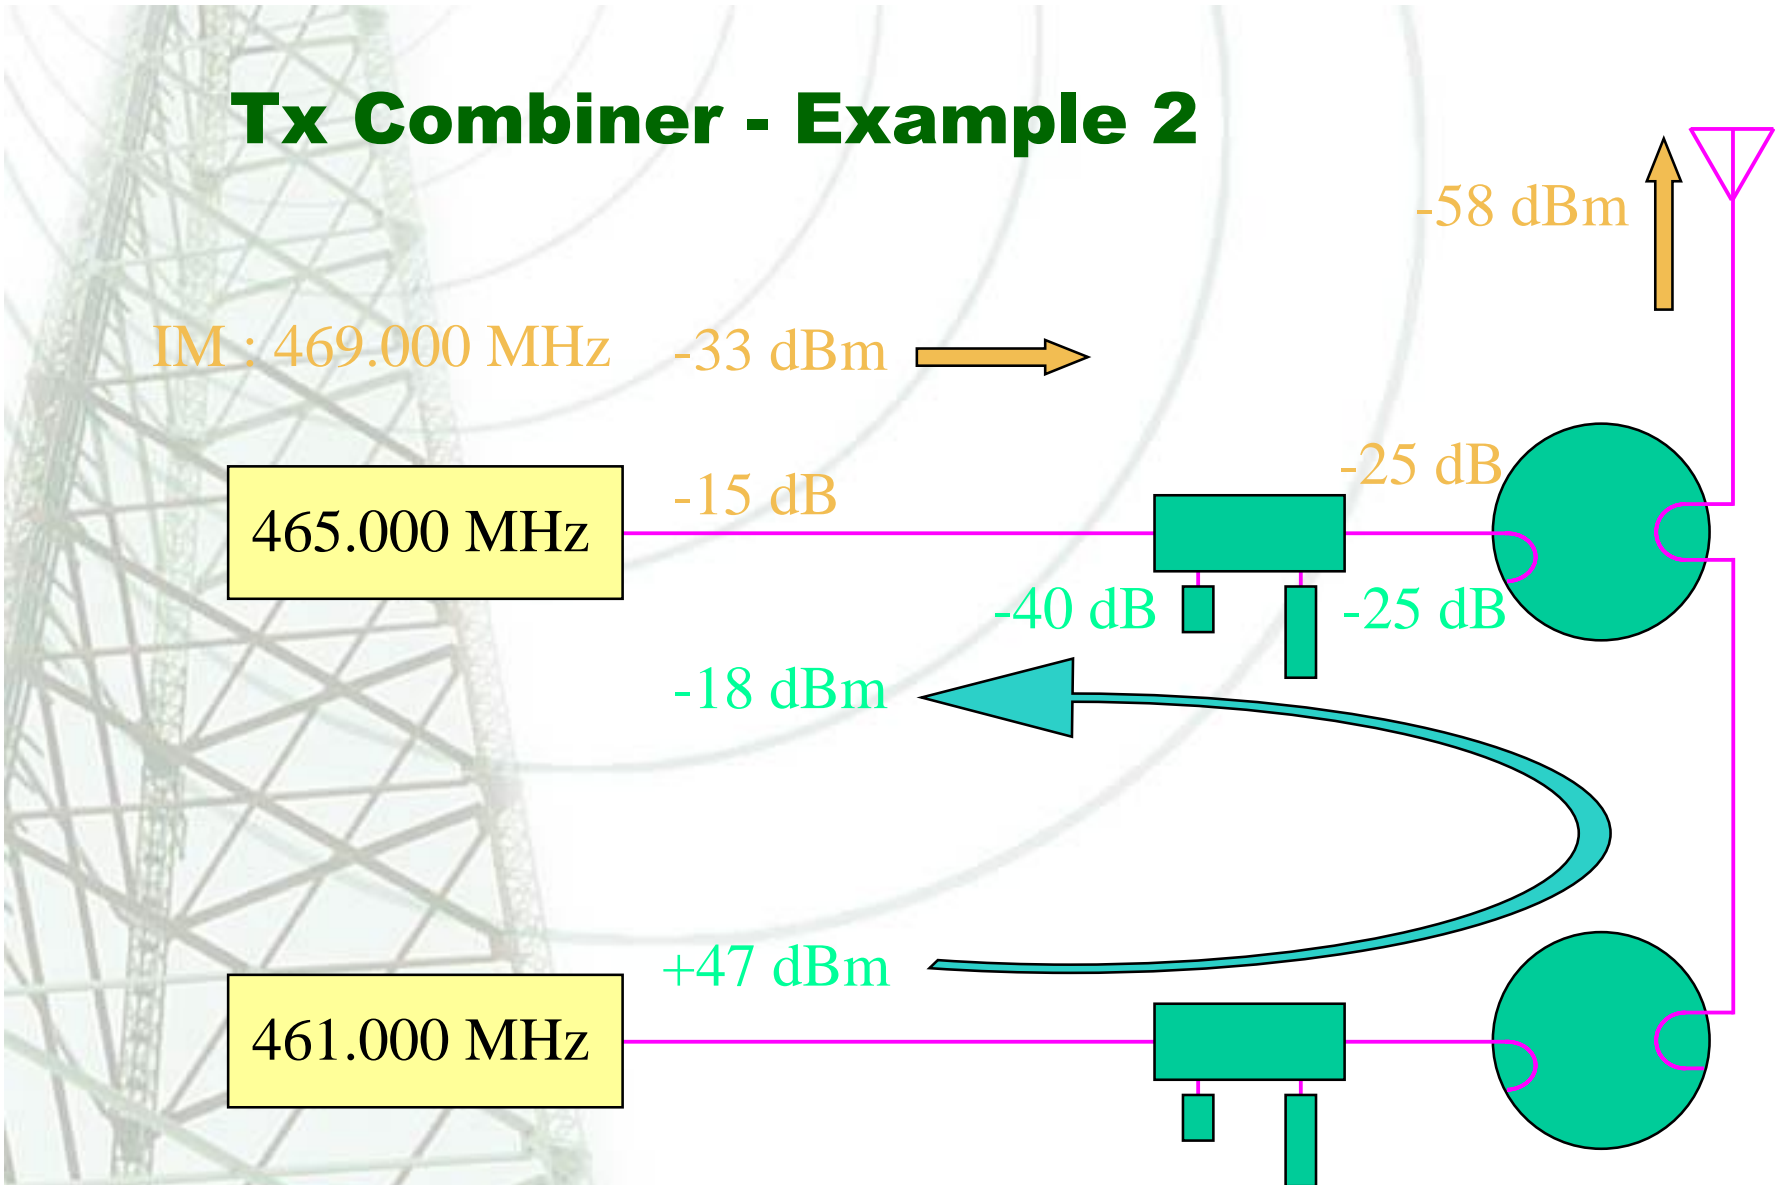 Tx Combiner - Example 2
-58 dBm
IM : 469.000 MHz -33 dBm
-25 dB
465.000 MHz -15 dB
-40 dB -25 dB
-18 dBm
+47 dBm
461.000 MHz